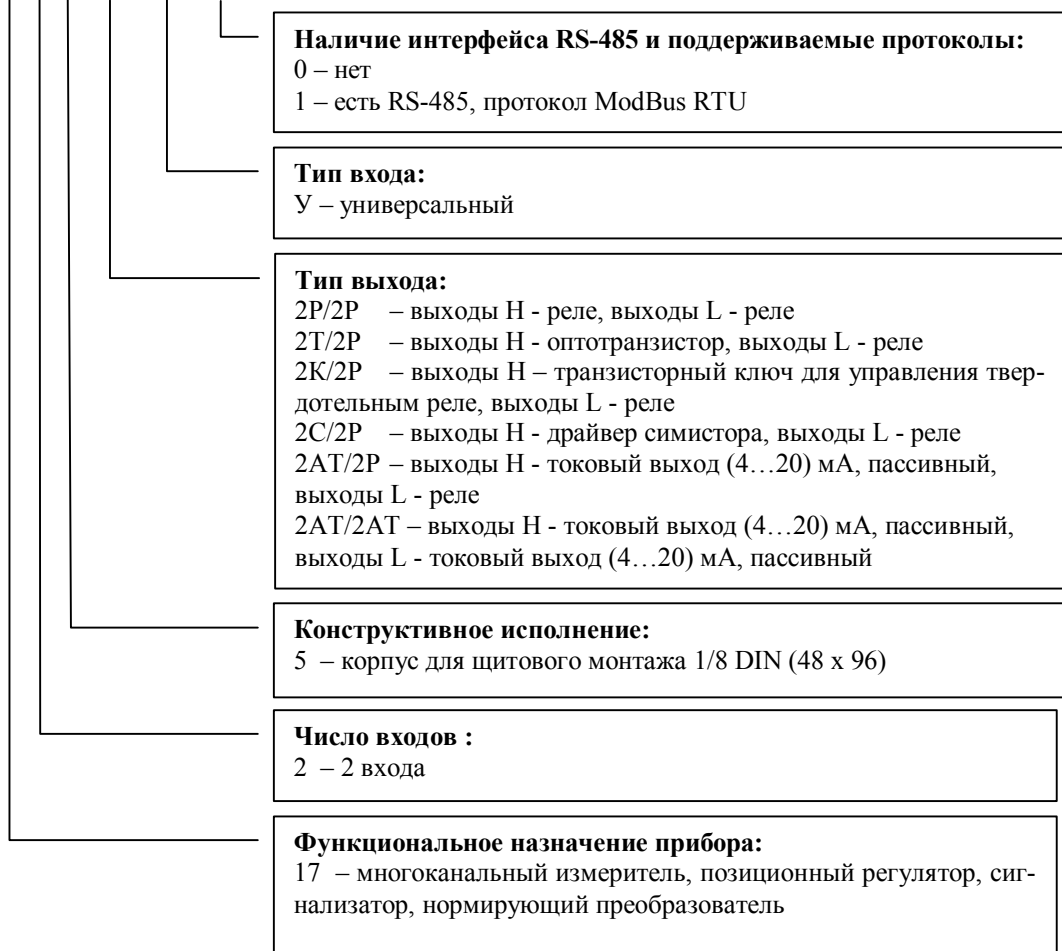 Наличие интерфейса RS-485 и поддерживаемые протоколы:
0 – нет
1 – есть RS-485, протокол ModBus RTU
Тип входа:
У – универсальный
Тип выхода:
2Р/2Р – выходы Н - реле, выходы L - реле
2Т/2Р – выходы Н - оптотранзистор, выходы L - реле
2К/2Р – выходы Н – транзисторный ключ для управления твер-
дотельным реле, выходы L - реле
2С/2Р – выходы Н - драйвер симистора, выходы L - реле
2АТ/2Р – выходы Н - токовый выход (4…20) мА, пассивный,
выходы L - реле
2АТ/2АТ – выходы Н - токовый выход (4…20) мА, пассивный,
выходы L - токовый выход (4…20) мА, пассивный
Конструктивное исполнение:
5 – корпус для щитового монтажа 1/8 DIN (48 x 96)
Число входов :
2 – 2 входа
Функциональное назначение прибора:
17 – многоканальный измеритель, позиционный регулятор, сиг-
нализатор, нормирующий преобразователь